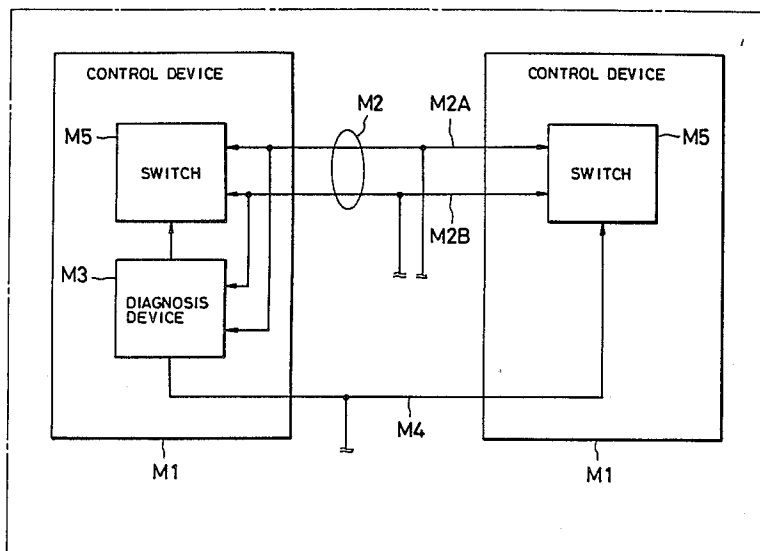 CONTROL DEVICE
CONTROL DEVICE
M2
M2A
M5
SWITCH
M5
SWITCH
M2B
M3
DIAGNOSIS
DEVICE
M4
M1
M1